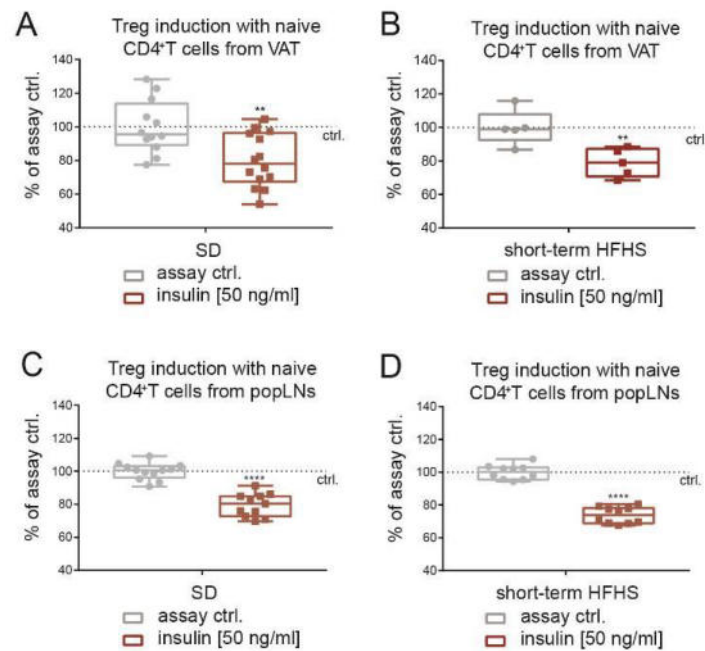 A
Treg induction with naive
CD4⁺T cells from VAT
% of assay ctrl.
140
120
100
80
60
40
**
ctrl.
SD
assay ctrl.
insulin [50 ng/ml]
B
Treg induction with naive
CD4⁺T cells from VAT
% of assay ctrl.
140
120
100
80
60
40
**
ctrl
short-term HFHS
assay ctrl.
insulin [50 ng/ml]
C
Treg induction with naive
CD4⁺T cells from popLNs
% of assay ctrl.
140
120
100
80
60
40
****
ctrl.
SD
assay ctrl.
insulin [50 ng/ml]
D
Treg induction with naive
CD4⁺T cells from popLNs
% of assay ctrl.
140
120
100
80
60
40
****
ctrl.
short-term HFHS
assay ctrl.
insulin [50 ng/ml]